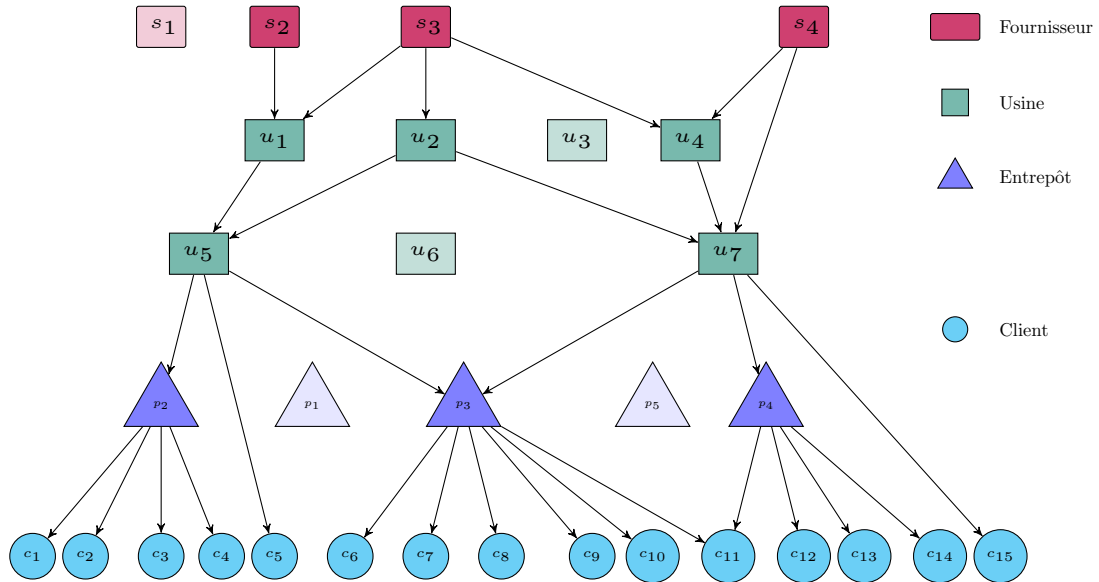 s1 s2 s3 s4 Fournisseur
u1 u2 u3 u4 Usine
Entrepôt
u5 u6 u7
Client
p2 p1 p3 p5 p4
c1 c2 c3 c4 c5 c6 c7 c8 c9 c10 c11 c12 c13 c14 c15